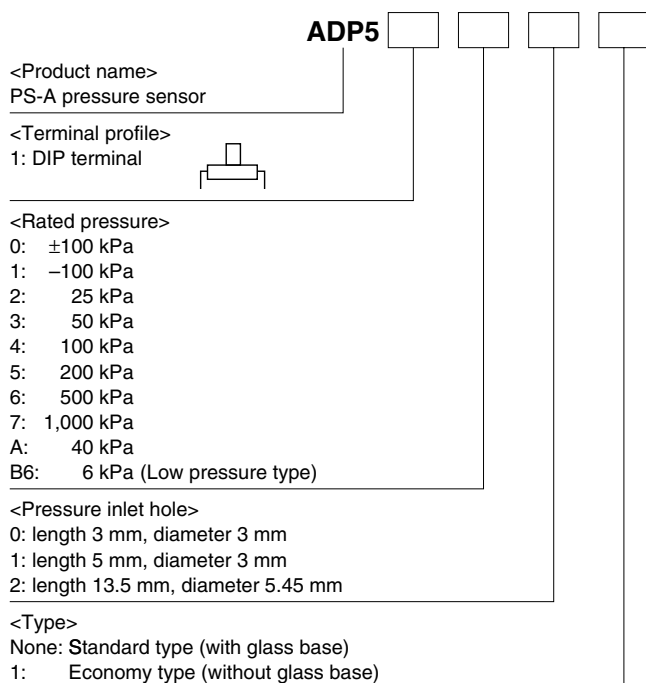 ADP5
<Product name>
PS-A pressure sensor
<Terminal profile>
1: DIP terminal
<Rated pressure>
0: ±100 kPa
1: –100 kPa
2: 25 kPa
3: 50 kPa
4: 100 kPa
5: 200 kPa
6: 500 kPa
7: 1,000 kPa
A: 40 kPa
B6: 6 kPa (Low pressure type)
<Pressure inlet hole>
0: length 3 mm, diameter 3 mm
1: length 5 mm, diameter 3 mm
2: length 13.5 mm, diameter 5.45 mm
<Type>
None: Standard type (with glass base)
1: Economy type (without glass base)